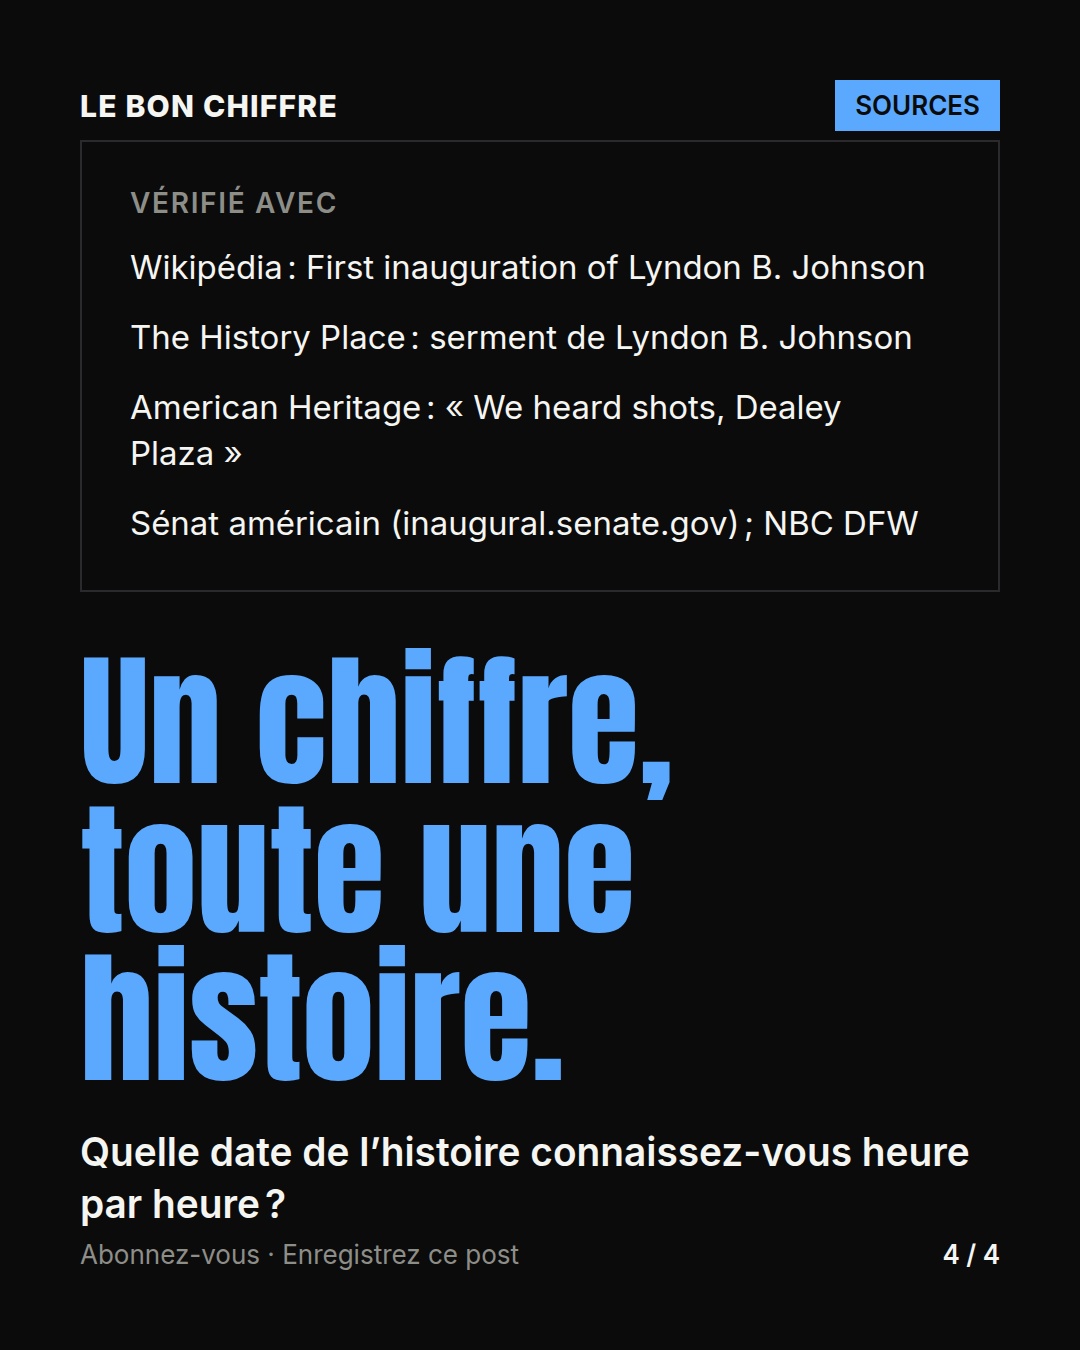 LE BON CHIFFRE
SOURCES
VÉRIFIÉ AVEC
Wikipédia : First inauguration of Lyndon B. Johnson
The History Place : serment de Lyndon B. Johnson
American Heritage : « We heard shots, Dealey
Plaza »
Sénat américain (inaugural.senate.gov) ; NBC DFW
Un chiffre,
toute une
histoire.
Quelle date de l’histoire connaissez-vous heure
par heure ?
Abonnez-vous · Enregistrez ce post
4 / 4